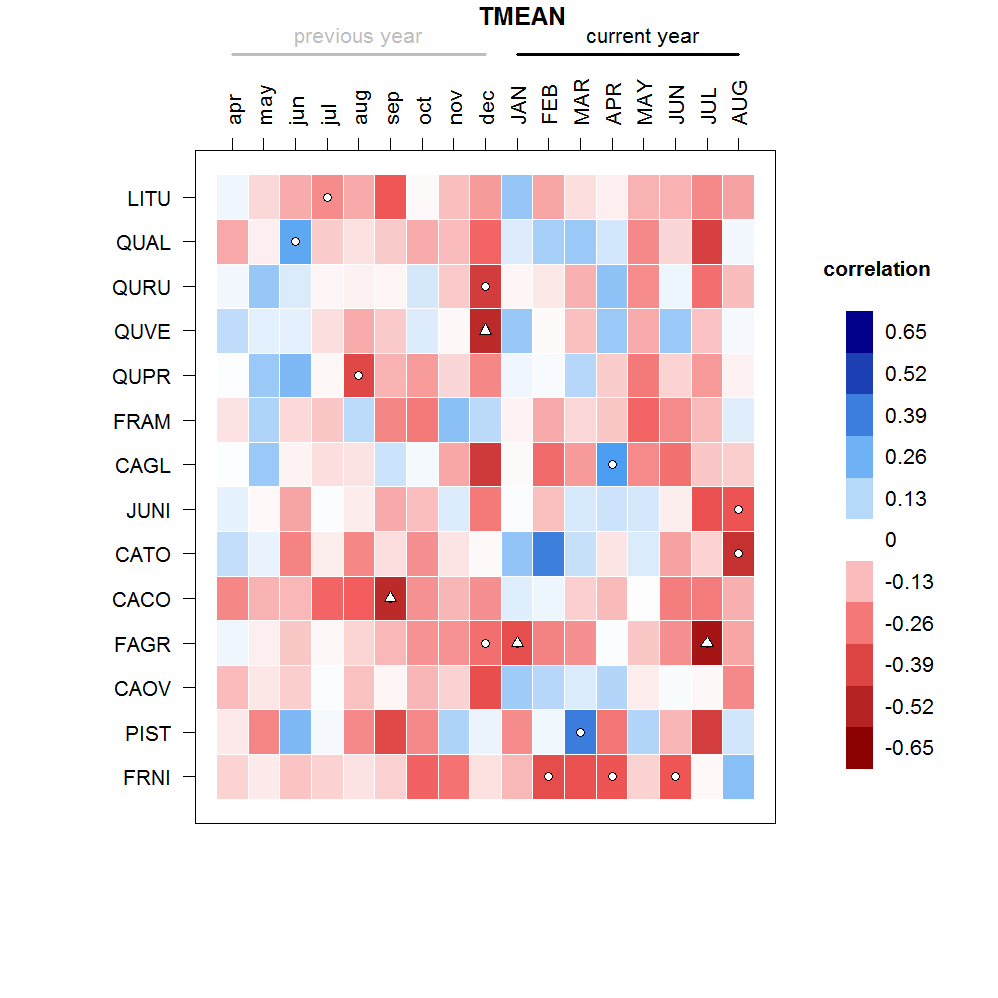 TMEAN
previous year
current year
apr
may
jun
jul
aug
sep
oct
nov
dec
JAN
FEB
MAR
APR
MAY
JUN
JUL
AUG
LITU
QUAL
QURU
QUVE
QUPR
FRAM
CAGL
JUNI
CATO
CACO
FAGR
CAOV
PIST
FRNI
correlation
0.65
0.52
0.39
0.26
0.13
0
-0.13
-0.26
-0.39
-0.52
-0.65